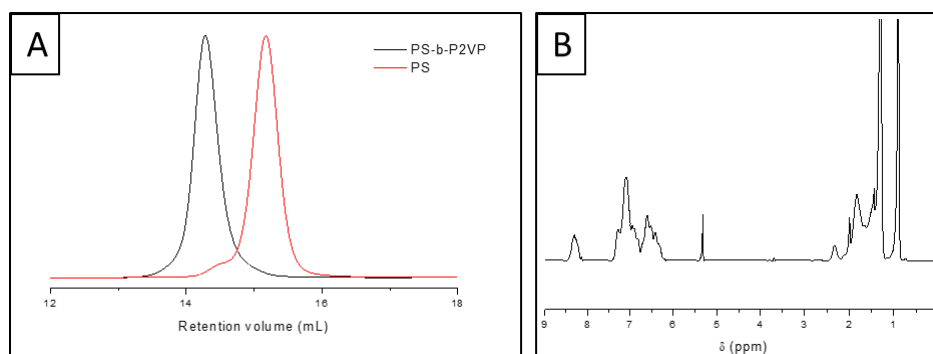 A
PS-b-P2VP
PS
12 14 16 18
Retention volume (mL)
B
9 8 7 6 5 4 3 2 1
δ (ppm)